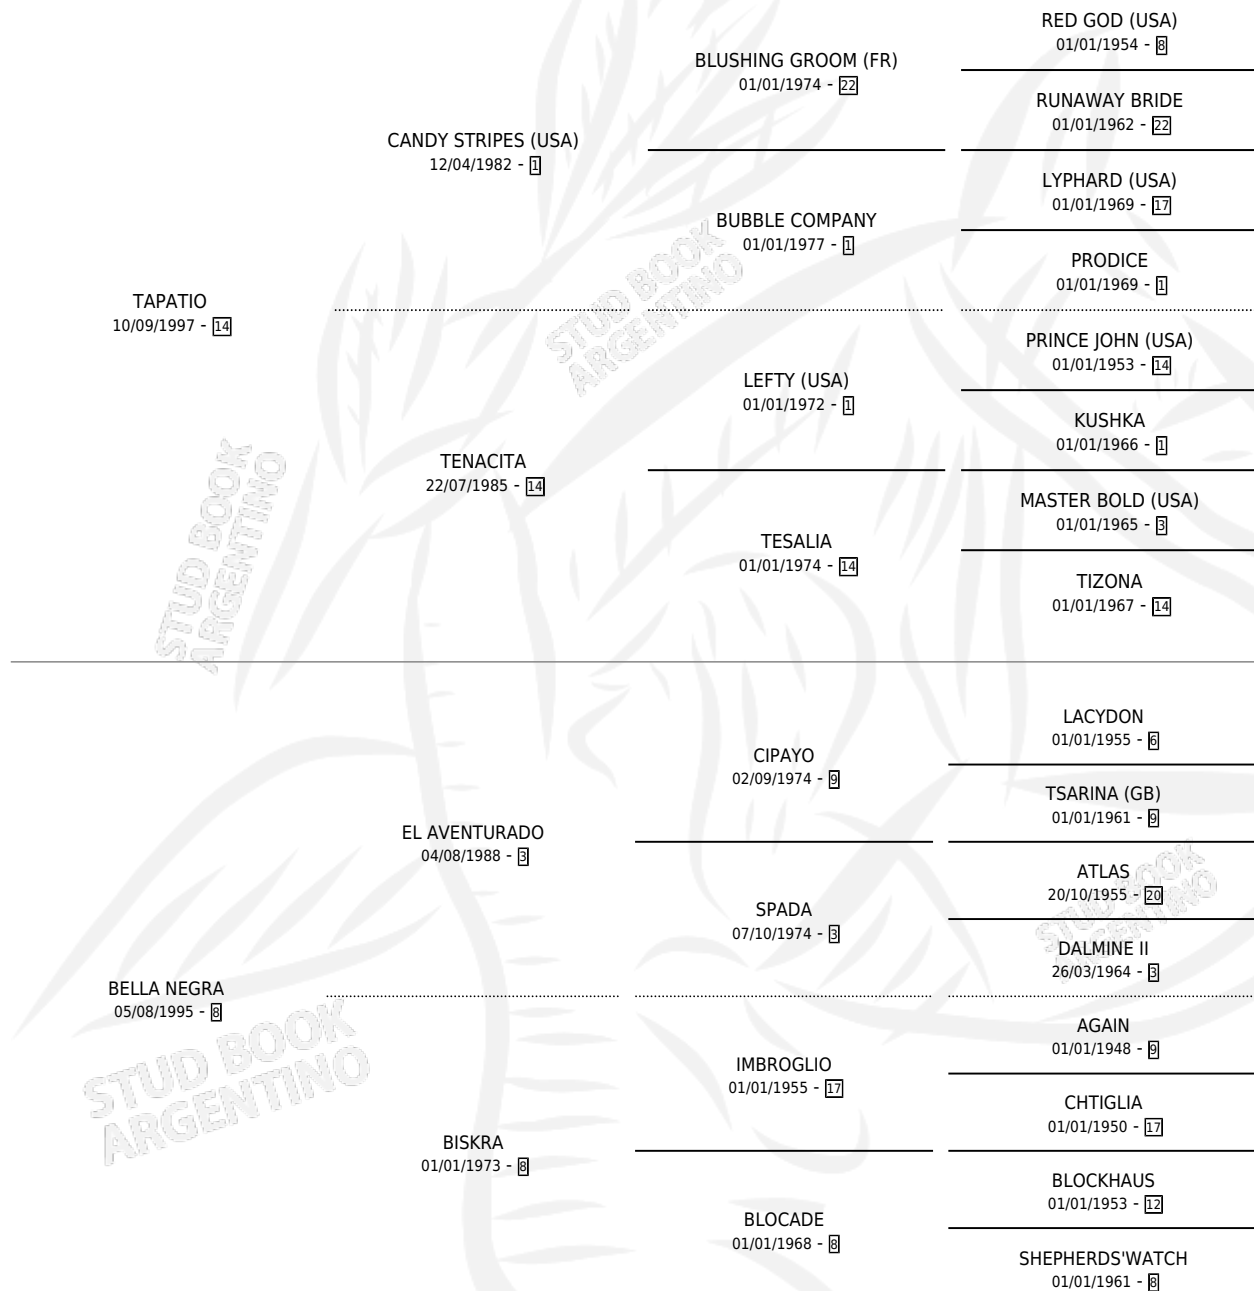 RED GOD (USA)
01/01/1954 - 8
BLUSHING GROOM (FR)
01/01/1974 - 22
RUNAWAY BRIDE
01/01/1962 - 22
CANDY STRIPES (USA)
12/04/1982 - 1
LYPHARD (USA)
01/01/1969 - 17
BUBBLE COMPANY
01/01/1977 - 1
PRODICE
01/01/1969 - 1
TAPATIO
10/09/1997 - 14
PRINCE JOHN (USA)
01/01/1953 - 14
LEFTY (USA)
01/01/1972 - 1
KUSHKA
01/01/1966 - 1
TENACITA
22/07/1985 - 14
MASTER BOLD (USA)
01/01/1965 - 3
TESALIA
01/01/1974 - 14
TIZONA
01/01/1967 - 14
LACYDON
01/01/1955 - 6
CIPAYO
02/09/1974 - 9
TSARINA (GB)
01/01/1961 - 9
EL AVENTURADO
04/08/1988 - 3
ATLAS
20/10/1955 - 20
SPADA
07/10/1974 - 3
DALMINE II
26/03/1964 - 3
BELLA NEGRA
05/08/1995 - 8
AGAIN
01/01/1948 - 9
IMBROGLIO
01/01/1955 - 17
CHTIGLIA
01/01/1950 - 17
BISKRA
01/01/1973 - 8
BLOCKHAUS
01/01/1953 - 12
BLOCADE
01/01/1968 - 8
SHEPHERDS'WATCH
01/01/1961 - 8
STUD BOOK
ARGENTINO
STUD BOOK
ARGENTINO
STUD BOOK
ARGENTINO
STUD BOOK
ARGENTINO